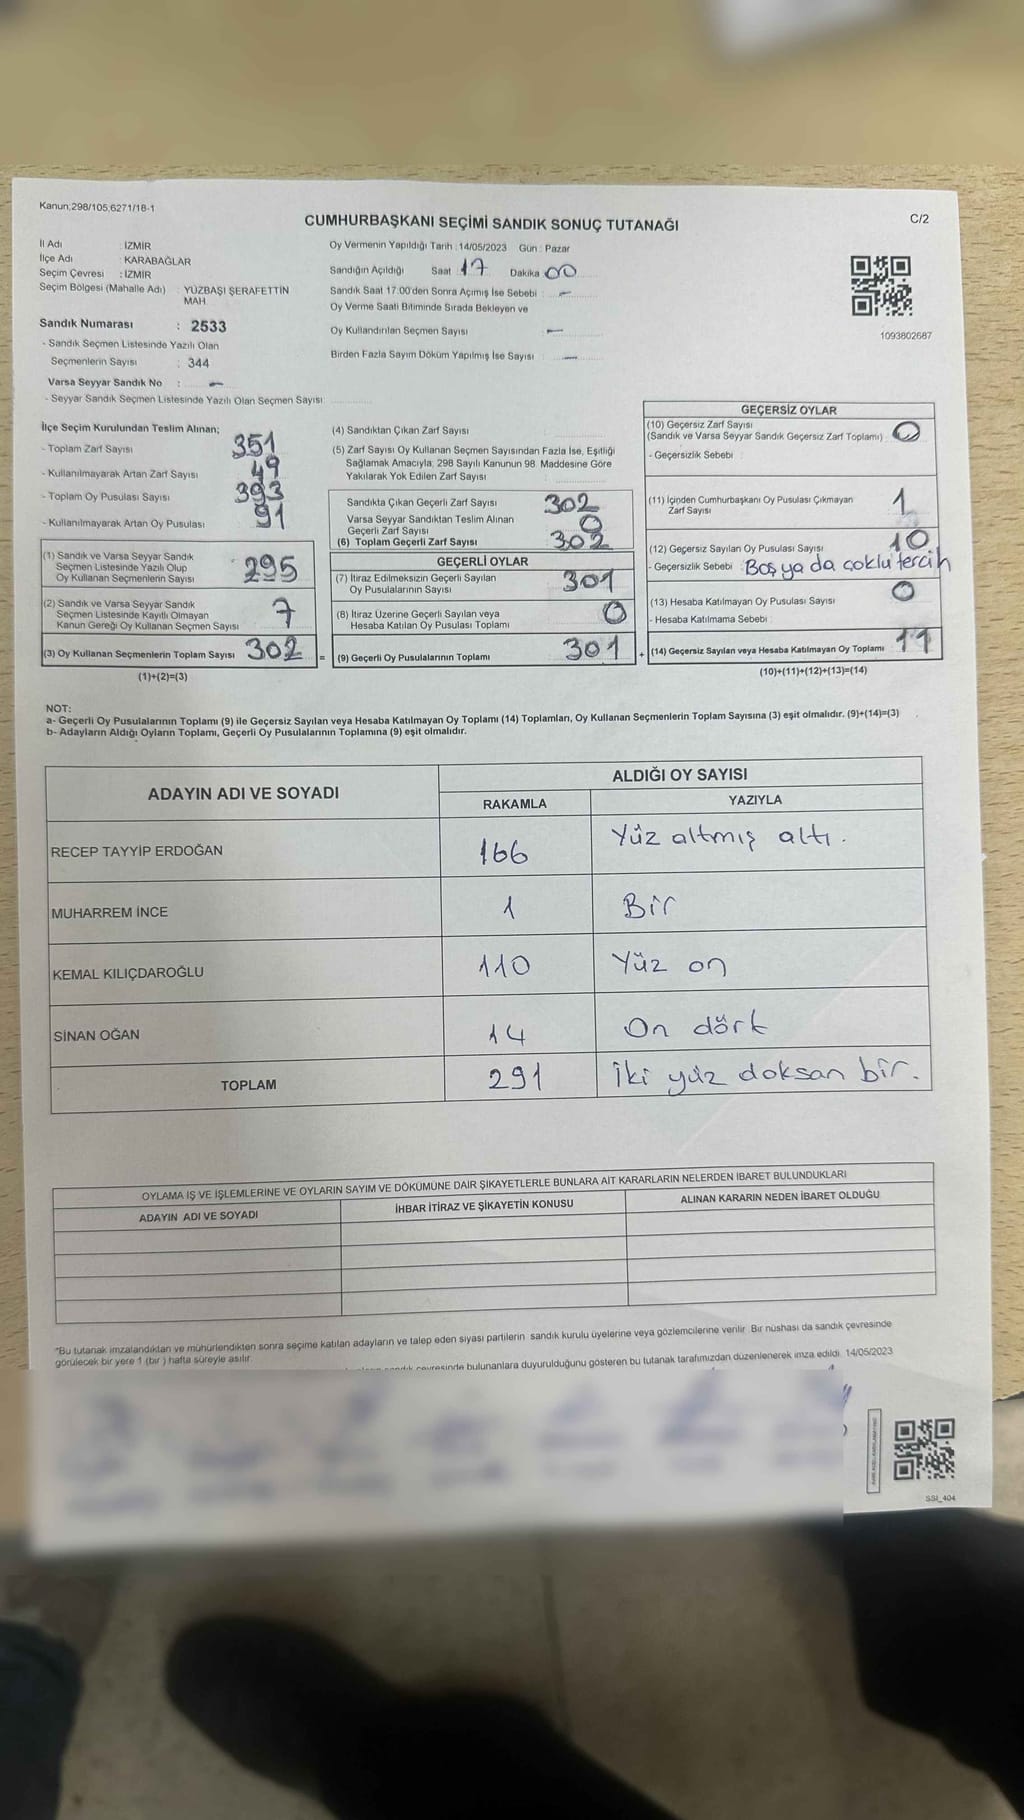 Kanun;298/105;6271/18-1
C/2
CUMHURBAŞKANI SEÇİMİ SANDIK SONUÇ TUTANAĞI
İl Adı : İZMİR
İlçe Adı : KARABAĞLAR
Seçim Çevresi : İZMİR
Seçim Bölgesi (Mahalle Adı) : YÜZBAŞI ŞERAFETTİN
MAH.
Sandık Numarası : 2533
- Sandık Seçmen Listesinde Yazılı Olan
Seçmenlerin Sayısı : 344
Varsa Seyyar Sandık No : -
- Seyyar Sandık Seçmen Listesinde Yazılı Olan Seçmen Sayısı
Oy Vermenin Yapıldığı Tarih : 14/05/2023 Gün : Pazar
Sandığın Açıldığı Saat 17 Dakika 00
Sandık Saat 17.00'den Sonra Açımış İse Sebebi : -
Oy Verme Saati Bitiminde Sırada Bekleyen ve
Oy Kullandırılan Seçmen Sayısı -
Birden Fazla Sayım Döküm Yapılmış İse Sayısı -
1093802687
İlçe Seçim Kurulundan Teslim Alınan;
- Toplam Zarf Sayısı 351
- Kullanılmayarak Artan Zarf Sayısı 49
- Toplam Oy Pusulası Sayısı 393
- Kullanılmayarak Artan Oy Pusulası 91
(1) Sandık ve Varsa Seyyar Sandık
Seçmen Listesinde Yazılı Olup
Oy Kullanan Seçmenlerin Sayısı 295
(2) Sandık ve Varsa Seyyar Sandık
Seçmen Listesinde Kayıtlı Olmayan
Kanun Gereği Oy Kullanan Seçmen Sayısı 7
(3) Oy Kullanan Seçmenlerin Toplam Sayısı 302 =
(1)+(2)=(3)
(4) Sandıktan Çıkan Zarf Sayısı
(5) Zarf Sayısı Oy Kullanan Seçmen Sayısından Fazla İse, Eşitliği
Sağlamak Amacıyla, 298 Sayılı Kanunun 98. Maddesine Göre
Yakılarak Yok Edilen Zarf Sayısı
Sandıkta Çıkan Geçerli Zarf Sayısı 302
Varsa Seyyar Sandıktan Teslim Alınan
Geçerli Zarf Sayısı 0
(6) Toplam Geçerli Zarf Sayısı 302
GEÇERLİ OYLAR
(7) İtiraz Edilmeksizin Geçerli Sayılan
Oy Pusulalarının Sayısı 301
(8) İtiraz Üzerine Geçerli Sayılan veya
Hesaba Katılan Oy Pusulası Toplamı 0
(9) Geçerli Oy Pusulalarının Toplamı 301 +
GEÇERSİZ OYLAR
(10) Geçersiz Zarf Sayısı
(Sandık ve Varsa Seyyar Sandık Geçersiz Zarf Toplamı) 0
- Geçersizlik Sebebi :
(11) İçinden Cumhurbaşkanı Oy Pusulası Çıkmayan
Zarf Sayısı 1
(12) Geçersiz Sayılan Oy Pusulası Sayısı 10
- Geçersizlik Sebebi : Boş ya da çoklu tercih
(13) Hesaba Katılmayan Oy Pusulası Sayısı 0
- Hesaba Katılmama Sebebi :
(14) Geçersiz Sayılan veya Hesaba Katılmayan Oy Toplamı 11
(10)+(11)+(12)+(13)=(14)
NOT:
a- Geçerli Oy Pusulalarının Toplamı (9) ile Geçersiz Sayılan veya Hesaba Katılmayan Oy Toplamı (14) Toplamları, Oy Kullanan Seçmenlerin Toplam Sayısına (3) eşit olmalıdır. (9)+(14)=(3)
b- Adayların Aldığı Oyların Toplamı, Geçerli Oy Pusulalarının Toplamına (9) eşit olmalıdır.
ADAYIN ADI VE SOYADI
ALDIĞI OY SAYISI
RAKAMLA YAZIYLA
RECEP TAYYİP ERDOĞAN 166 Yüz altmış altı.
MUHARREM İNCE 1 Bir
KEMAL KILIÇDAROĞLU 110 Yüz on
SİNAN OĞAN 14 On dört
TOPLAM 291 İki yüz doksan bir.
OYLAMA İŞ VE İŞLEMLERİNE VE OYLARIN SAYIM VE DÖKÜMÜNE DAİR ŞİKAYETLERLE BUNLARA AİT KARARLARIN NELERDEN İBARET BULUNDUKLARI
ADAYIN ADI VE SOYADI İHBAR İTİRAZ VE ŞİKAYETİN KONUSU ALINAN KARARIN NEDEN İBARET OLDUĞU
*Bu tutanak imzalandıktan ve mühürlendikten sonra seçime katılan adayların ve talep eden siyasi partilerin sandık kurulu üyelerine veya gözlemcilerine verilir. Bir nüshası da sandık çevresinde
görülecek bir yere 1 (bir ) hafta süreyle asılır.
sandık çevresinde bulunanlara duyurulduğunu gösteren bu tutanak tarafımızdan düzenlenerek imza edildi. 14/05/2023
SSI_404